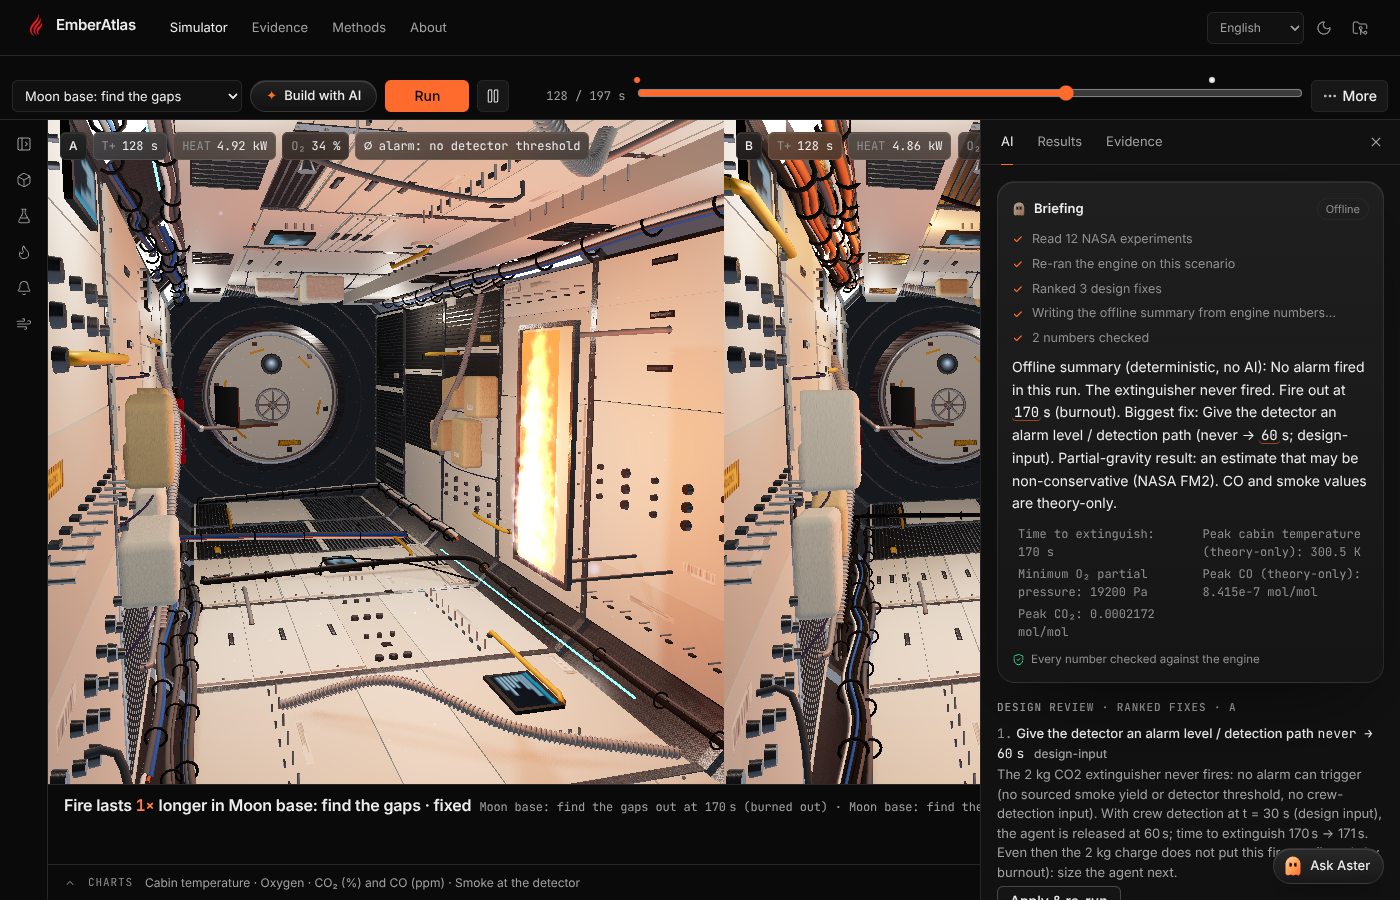 EmberAtlas
Simulator
Evidence
Methods
About
English
Moon base: find the gaps
Build with AI
Run
128 / 197 s
··· More
A
T+ 128 s
HEAT 4.92 kW
O₂ 34 %
Ø alarm: no detector threshold
B
T+ 128 s
HEAT 4.86 kW
O₂
AI
Results
Evidence
Briefing
Offline
Read 12 NASA experiments
Re-ran the engine on this scenario
Ranked 3 design fixes
Writing the offline summary from engine numbers…
2 numbers checked
Offline summary (deterministic, no AI): No alarm fired
in this run. The extinguisher never fired. Fire out at
170 s (burnout). Biggest fix: Give the detector an
alarm level / detection path (never → 60 s; design-
input). Partial-gravity result: an estimate that may be
non-conservative (NASA FM2). CO and smoke values
are theory-only.
Time to extinguish:
170 s
Peak cabin temperature
(theory-only): 300.5 K
Minimum O₂ partial
pressure: 19200 Pa
Peak CO (theory-only):
8.415e-7 mol/mol
Peak CO₂: 0.0002172
mol/mol
Every number checked against the engine
DESIGN REVIEW · RANKED FIXES · A
1. Give the detector an alarm level / detection path never →
60 s design-input
The 2 kg CO2 extinguisher never fires: no alarm can trigger
(no sourced smoke yield or detector threshold, no crew-
detection input). With crew detection at t = 30 s (design input),
the agent is released at 60 s; time to extinguish 170 s → 171 s.
Even then the 2 kg charge does not put this
burnout): size the agent next.
Apply & re-run
Ask Aster
Fire lasts 1× longer in Moon base: find the gaps · fixed
Moon base: find the gaps out at 170 s (burned out) · Moon base: find the
CHARTS
Cabin temperature · Oxygen · CO₂ (%) and CO (ppm) · Smoke at the detector